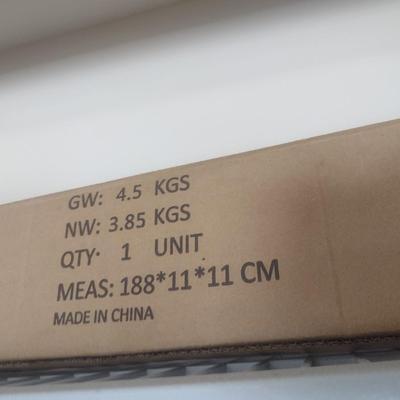 GW: 4.5 KGS
NW: 3.85 KGS
QTY· 1 UNIT
MEAS: 188*11*11 CM
MADE IN CHINA